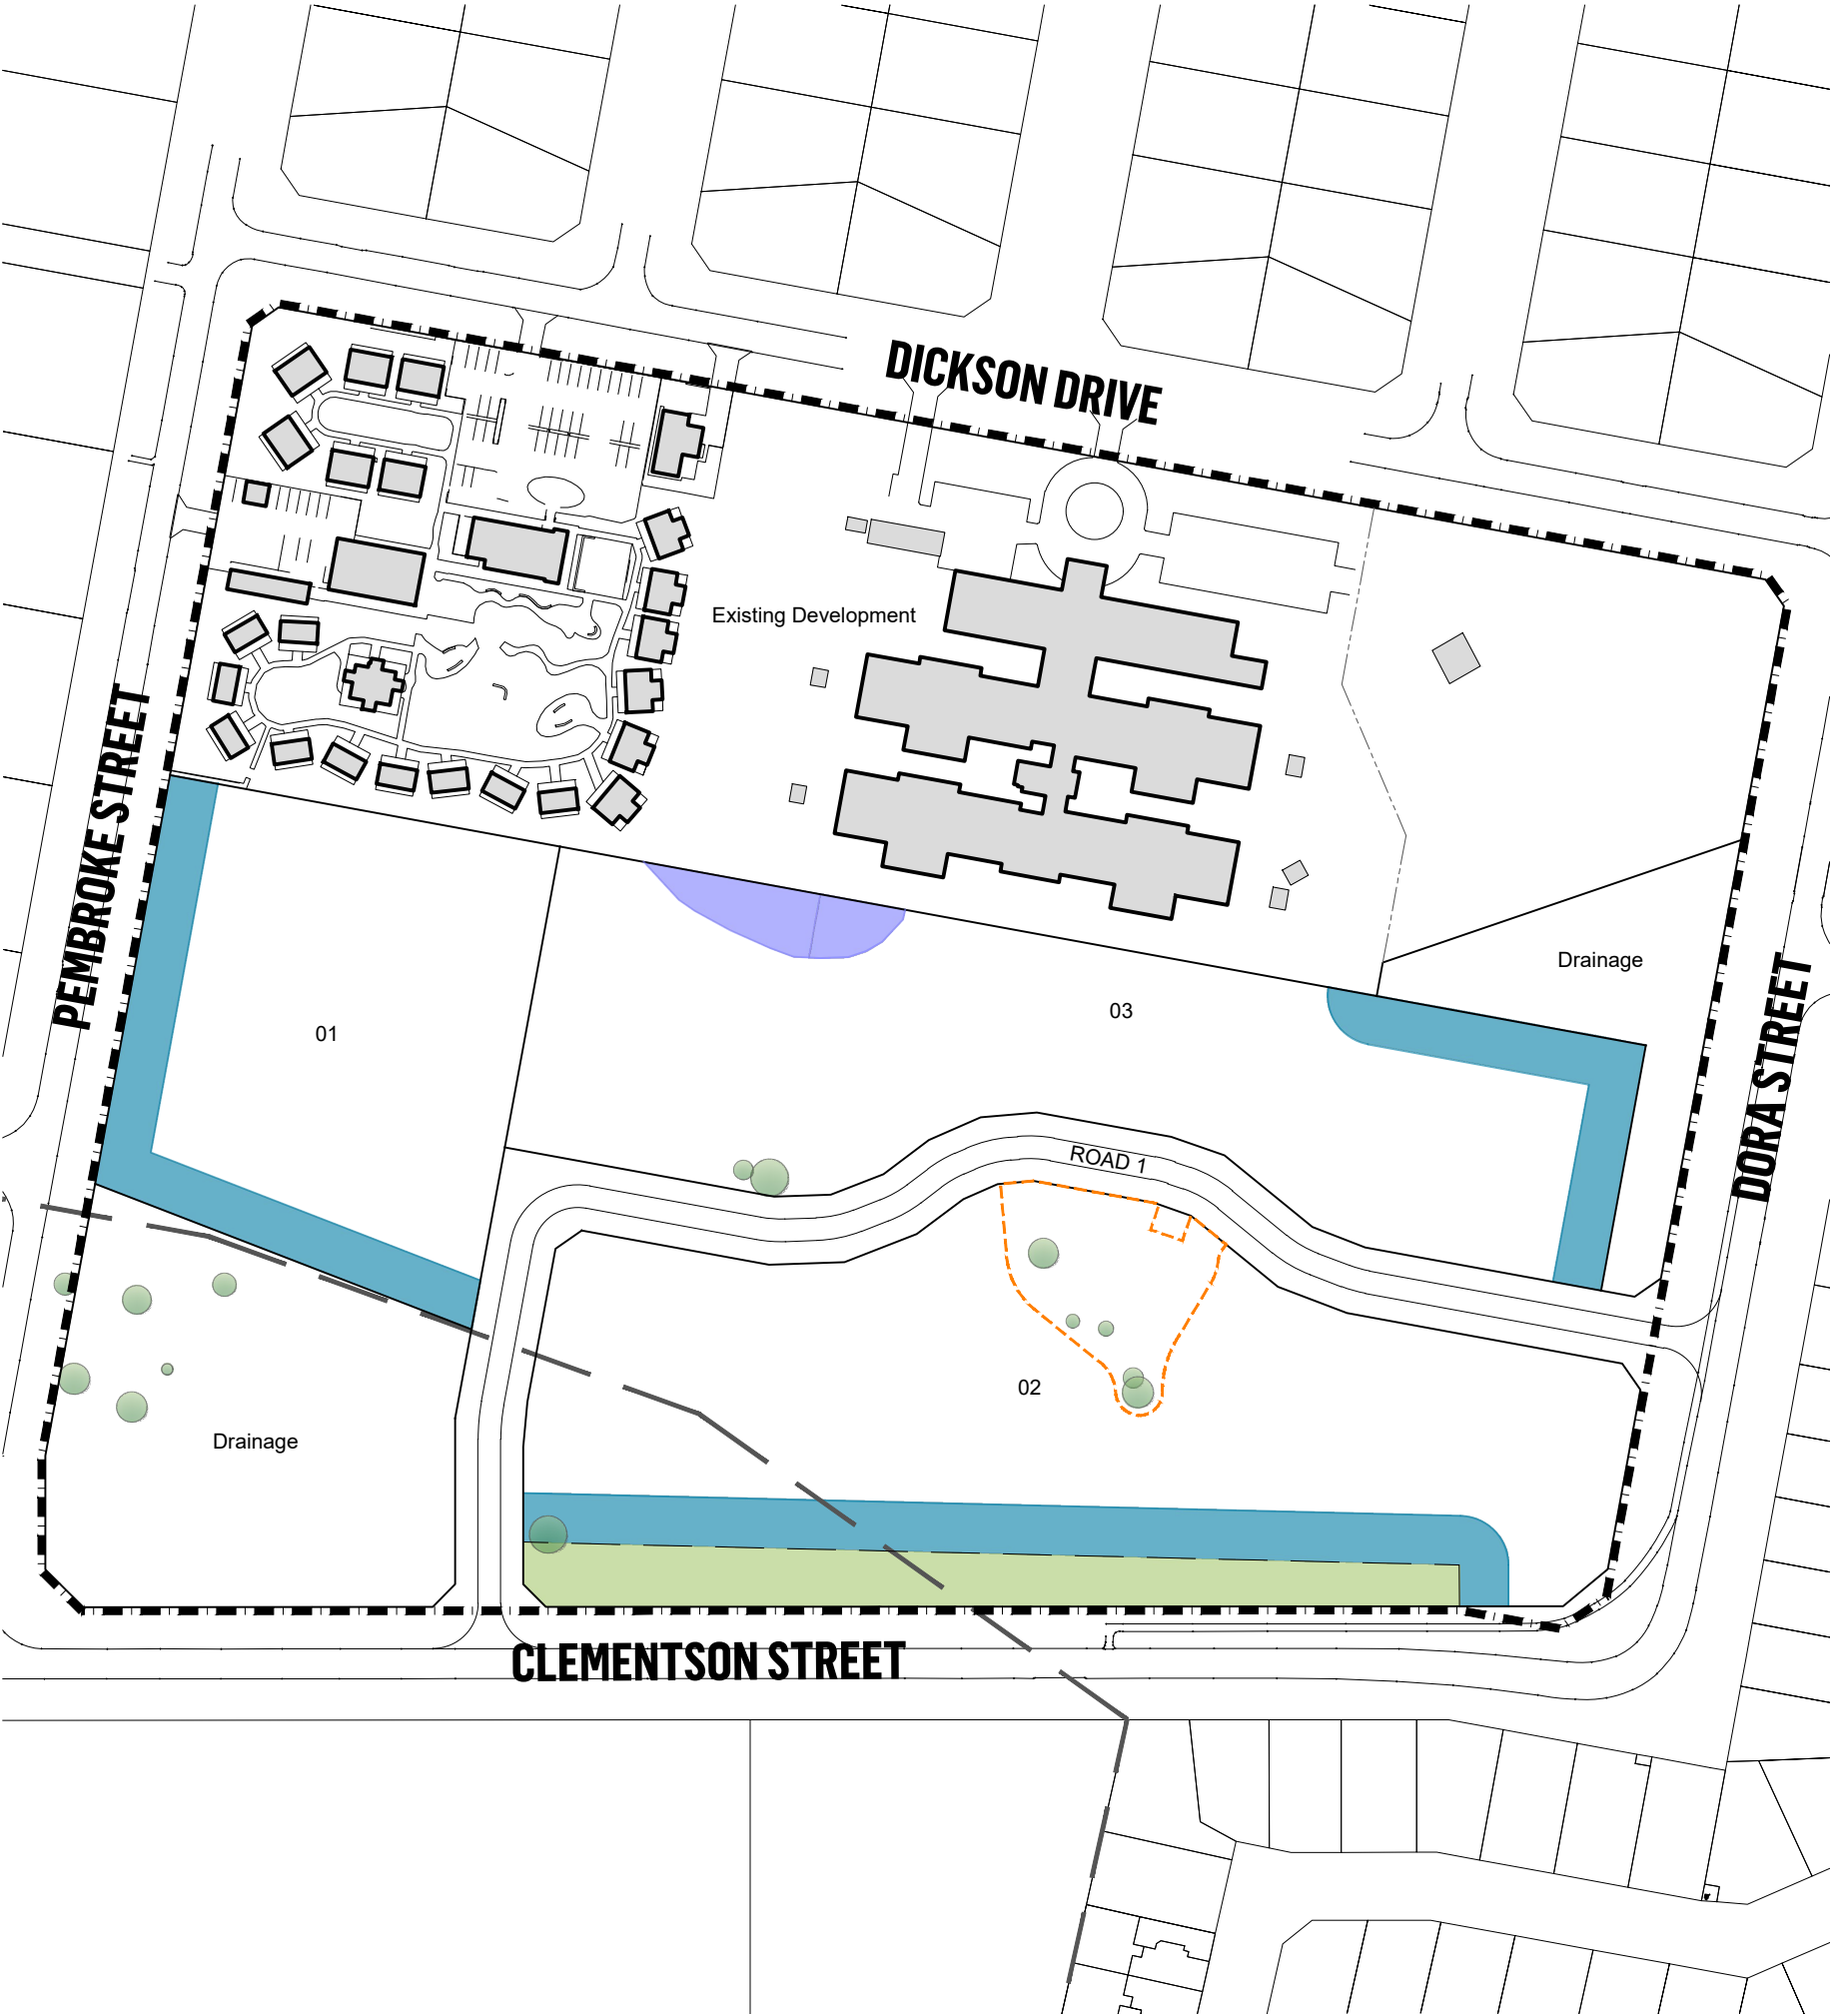 DICKSON DRIVE
Existing Development
PEMBROKE STREET
Drainage
DORA STREET
03
01
ROAD 1
02
Drainage
CLEMENTSON STREET